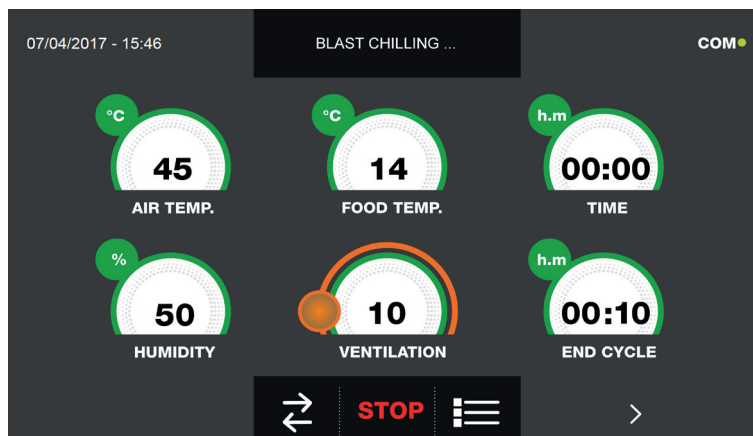 07/04/2017 - 15:46
BLAST CHILLING ...
COM
°C
45
AIR TEMP.
°C
14
FOOD TEMP.
h.m
00:00
TIME
%
50
HUMIDITY
10
VENTILATION
h.m
00:10
END CYCLE
STOP